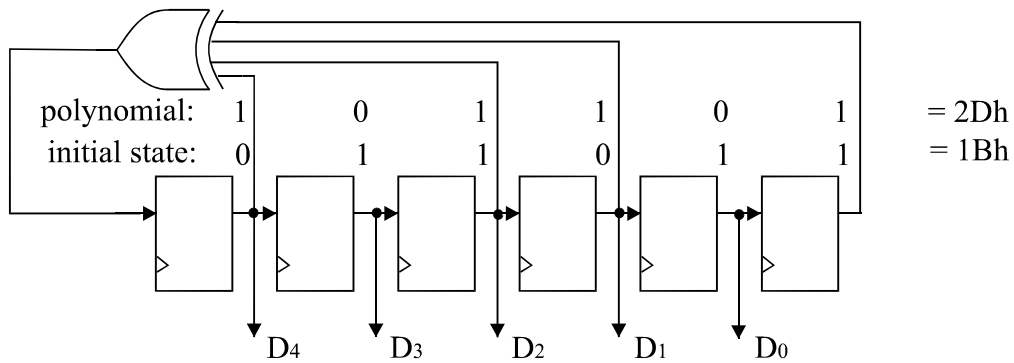 polynomial: 1 0 1 1 0 1 = 2Dh
initial state: 0 1 1 0 1 1 = 1Bh
D4 D3 D2 D1 D0